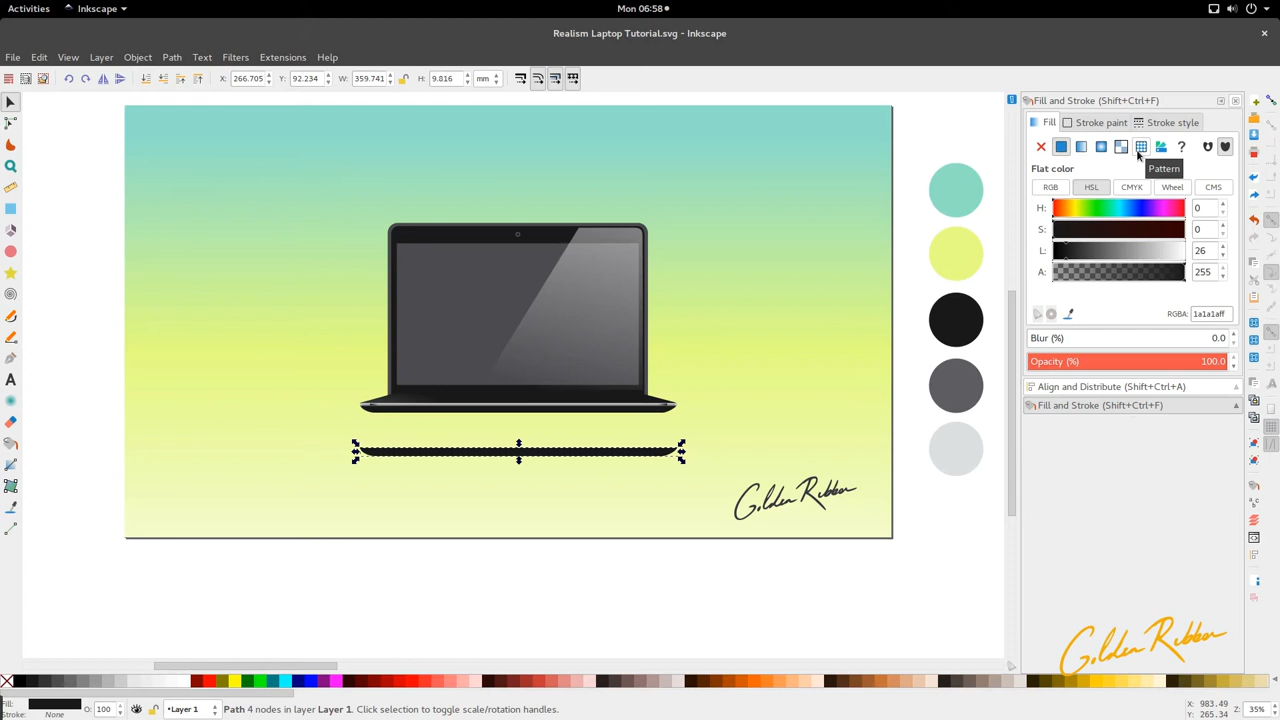 Activities Inkscape Mon 06:58
Realism Laptop Tutorial.svg - Inkscape
File Edit View Layer Object Path Text Filters Extensions Help
X: 266.705 Y: 92.234 W: 359.741 H: 9.816 mm
Fill and Stroke (Shift+Ctrl+F)
Fill Stroke paint Stroke style
Pattern
Flat color
RGB HSL CMYK Wheel CMS
H: 0
S: 0
L: 26
A: 255
RGBA: 1a1a1aff
Blur (%) 0.0
Opacity (%) 100.0
Align and Distribute (Shift+Ctrl+A)
Fill and Stroke (Shift+Ctrl+F)
Golden Ribbon
Golden Ribbon
Fill: O: 100 Layer 1 Path 4 nodes in layer Layer 1. Click selection to toggle scale/rotation handles. X: 983.49 Z: 35%
Stroke: None Y: 265.34